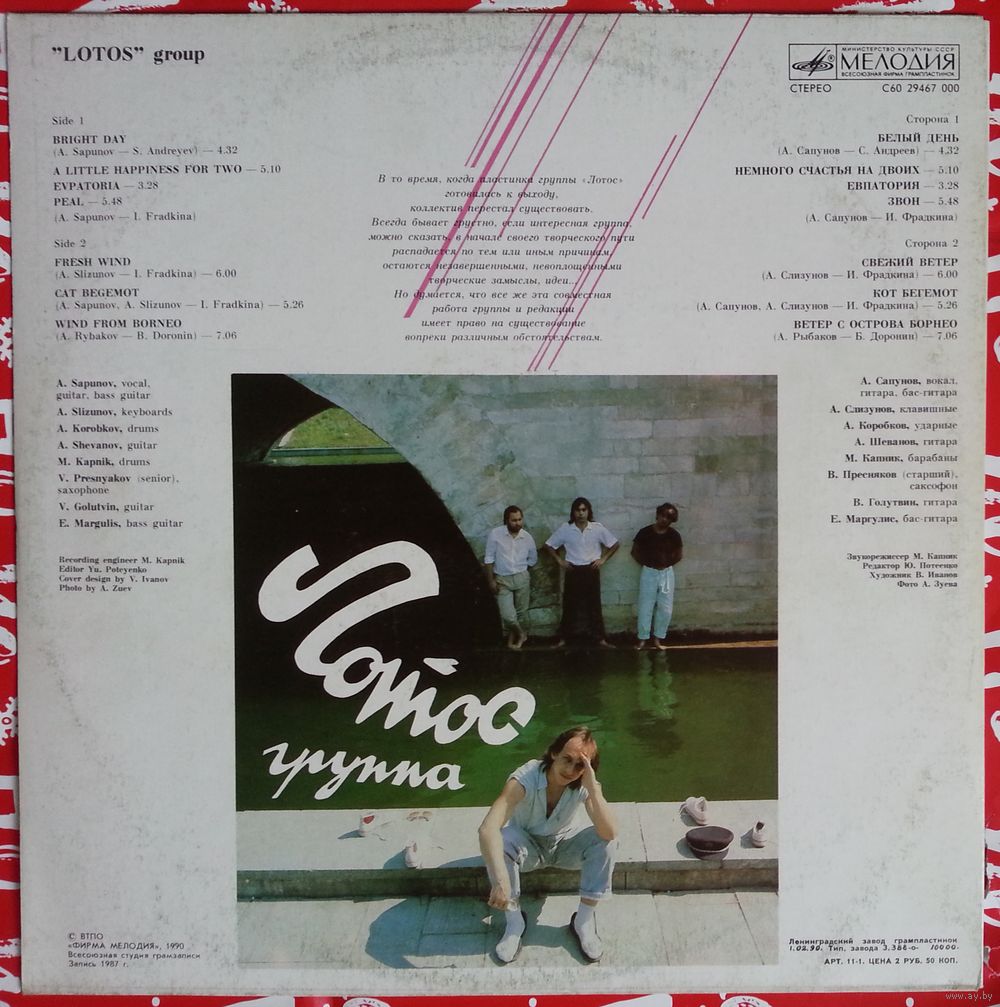 "LOTOS" group
Side 1
BRIGHT DAY
(A. Sapunov — S. Andreyev) — 4.32
A LITTLE HAPPINESS FOR TWO — 5.10
EVPATORIA — 3.28
PEAL — 5.48
(A. Sapunov — I. Fradkina)
Side 2
FRESH WIND
(A. Slizunov — I. Fradkina) — 6.00
CAT BEGEMOT
(A. Sapunov, A. Slizunov — I. Fradkina) — 5.26
WIND FROM BORNEO
(A. Rybakov — B. Doronin) — 7.06
A. Sapunov, vocal,
guitar, bass guitar
A. Slizunov, keyboards
A. Korobkov, drums
A. Shevanov, guitar
M. Kapnik, drums
V. Presnyakov (senior),
saxophone
V. Golutvin, guitar
E. Margulis, bass guitar
Recording engineer M. Kapnik
Editor Yu. Poteyenko
Cover design by V. Ivanov
Photo by A. Zuev
В то время, когда пластинка группы «Лотос»
готовилась к выходу,
коллектив перестал существовать.
Всегда бывает грустно, если интересная группа,
можно сказать, в начале своего творческого пути
распадается по тем или иным причинам,
остаются незавершенными, невоплощенными
творческие замыслы, идеи...
Но думается, что все же эта совместная
работа группы и редакции
имеет право на существование
вопреки различным обстоятельствам.
МИНИСТЕРСТВО КУЛЬТУРЫ СССР
МЕЛОДИЯ
ВСЕСОЮЗНАЯ ФИРМА ГРАМПЛАСТИНОК
СТЕРЕО С60 29467 000
Сторона 1
БЕЛЫЙ ДЕНЬ
(А. Сапунов — С. Андреев) — 4.32
НЕМНОГО СЧАСТЬЯ НА ДВОИХ — 5.10
ЕВПАТОРИЯ — 3.28
ЗВОН — 5.48
(А. Сапунов — И. Фрадкина)
Сторона 2
СВЕЖИЙ ВЕТЕР
(А. Слизунов — И. Фрадкина) — 6.00
КОТ БЕГЕМОТ
(А. Сапунов, А. Слизунов — И. Фрадкина) — 5.26
ВЕТЕР С ОСТРОВА БОРНЕО
(А. Рыбаков — Б. Доронин) — 7.06
А. Сапунов, вокал,
гитара, бас-гитара
А. Слизунов, клавишные
А. Коробков, ударные
А. Шеванов, гитара
М. Капник, барабаны
В. Пресняков (старший),
саксофон
В. Голутвин, гитара
Е. Маргулис, бас-гитара
Звукорежиссер М. Капник
Редактор Ю. Потеенко
Художник В. Иванов
Фото А. Зуева
Лотос
группа
© ВТПО
«ФИРМА МЕЛОДИЯ», 1990
Всесоюзная студия грамзаписи
Запись 1987 г.
Ленинградский завод грампластинок
1.02.90. Тип. завода З.388-о- 10000-
АРТ. 11-1. ЦЕНА 2 РУБ. 50 КОП.
www.ay.by